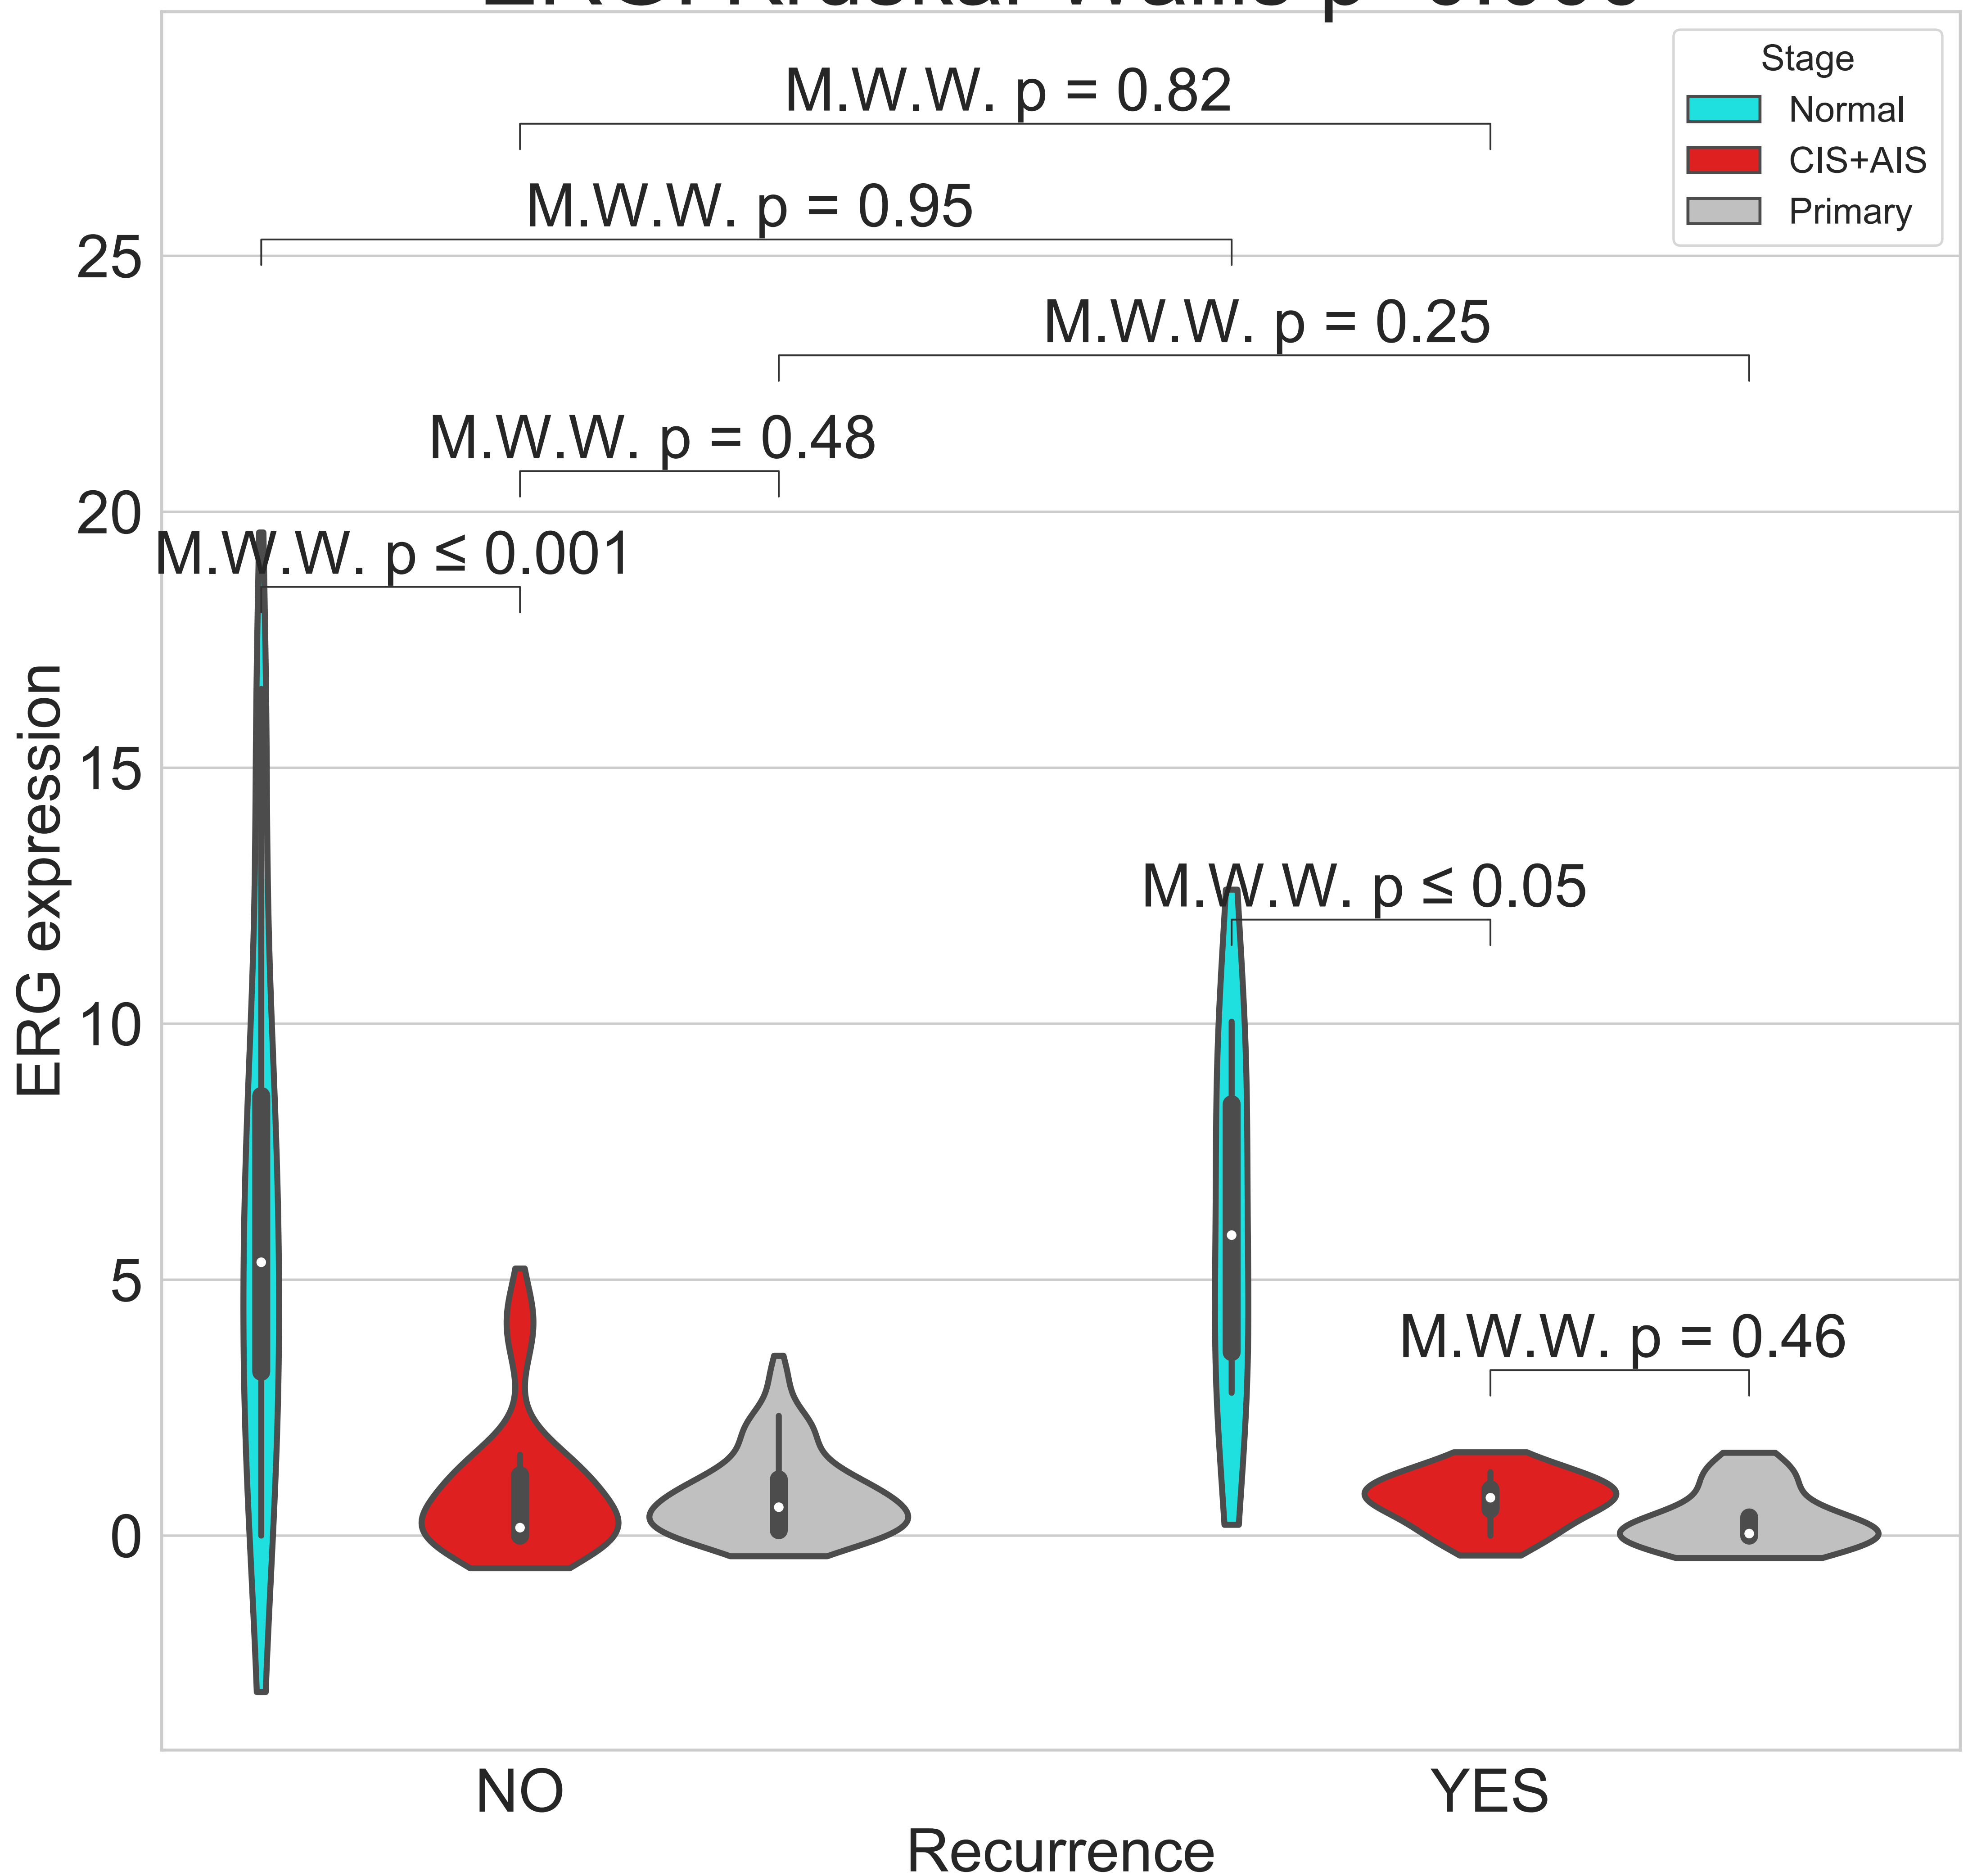 Stage
Normal
CIS+AIS
Primary
M.W.W. p = 0.82
M.W.W. p = 0.95
M.W.W. p = 0.25
M.W.W. p = 0.48
M.W.W. p ≤ 0.001
M.W.W. p ≤ 0.05
M.W.W. p = 0.46
25
20
15
10
5
0
ERG expression
NO
YES
Recurrence